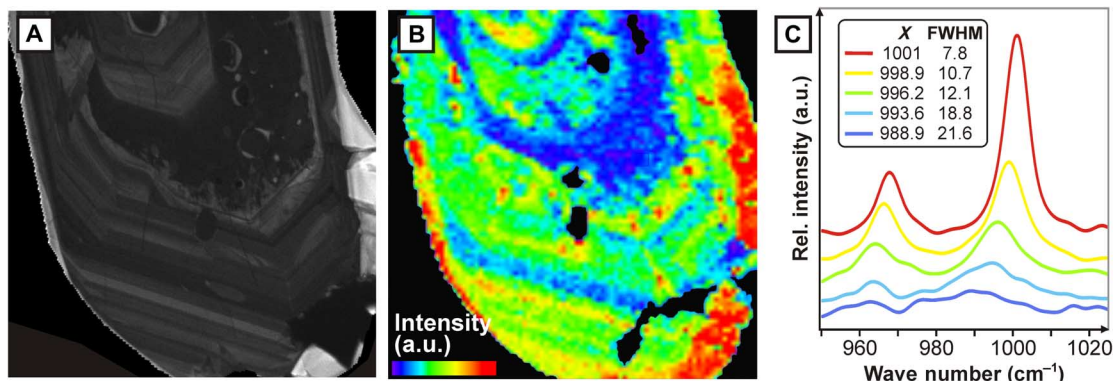 A
B
Intensity
(a.u.)
C
X FWHM
1001 7.8
998.9 10.7
996.2 12.1
993.6 18.8
988.9 21.6
Rel. intensity (a.u.)
960 980 1000 1020
Wave number (cm⁻¹)